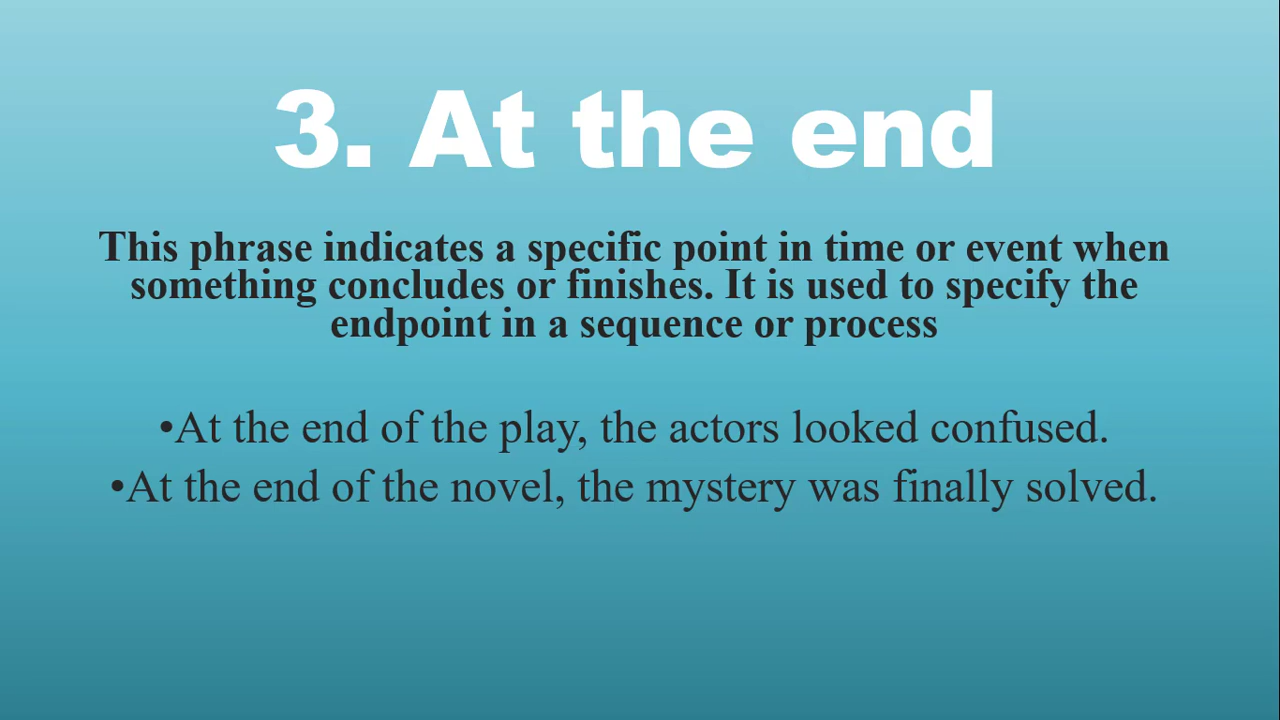 3. At the end
This phrase indicates a specific point in time or event when
something concludes or finishes. It is used to specify the
endpoint in a sequence or process
•At the end of the play, the actors looked confused.
•At the end of the novel, the mystery was finally solved.